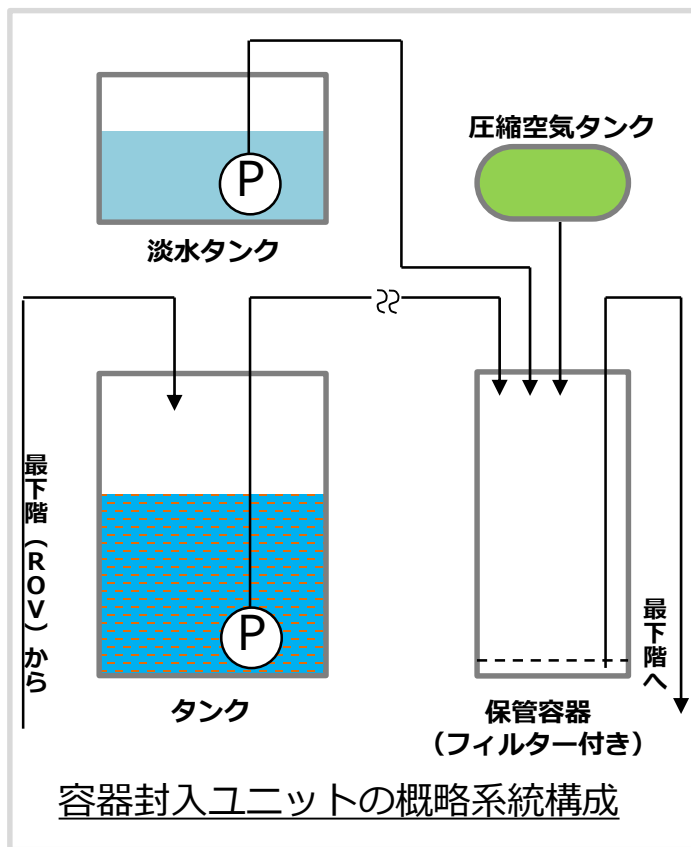 圧縮空気タンク
P
淡水タンク
最下階（ROV）から
P
タンク
最下階へ
保管容器
（フィルター付き）
容器封入ユニットの概略系統構成